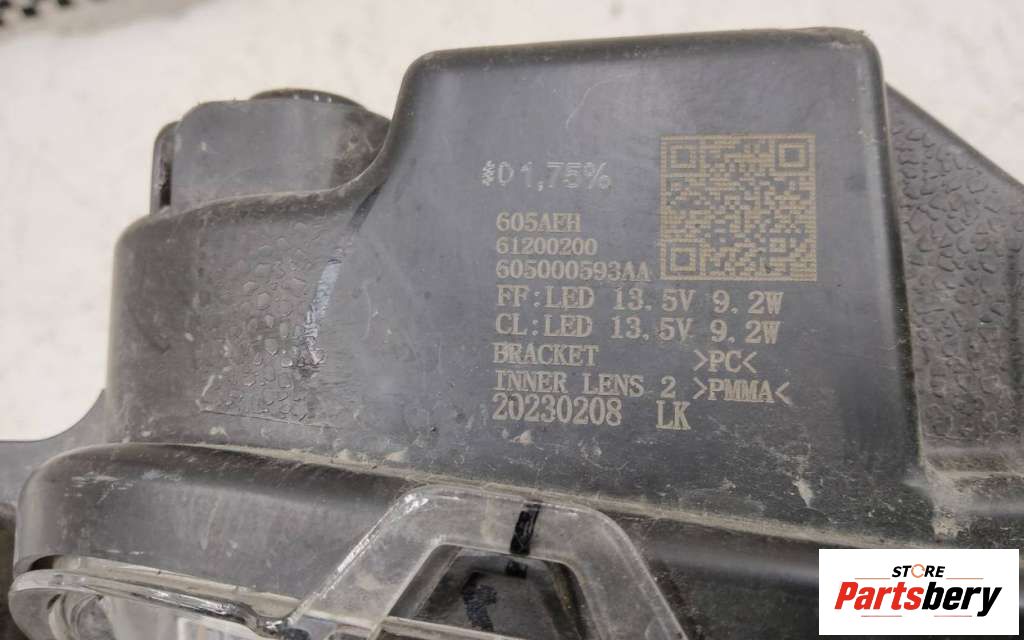 01,75%
605AEH
61200200
605000593AA
FF:LED 13.5V 9.2W
CL:LED 13.5V 9.2W
BRACKET >PC<
INNER LENS 2 >PMMA<
20230208 LK
STORE
Partsbery